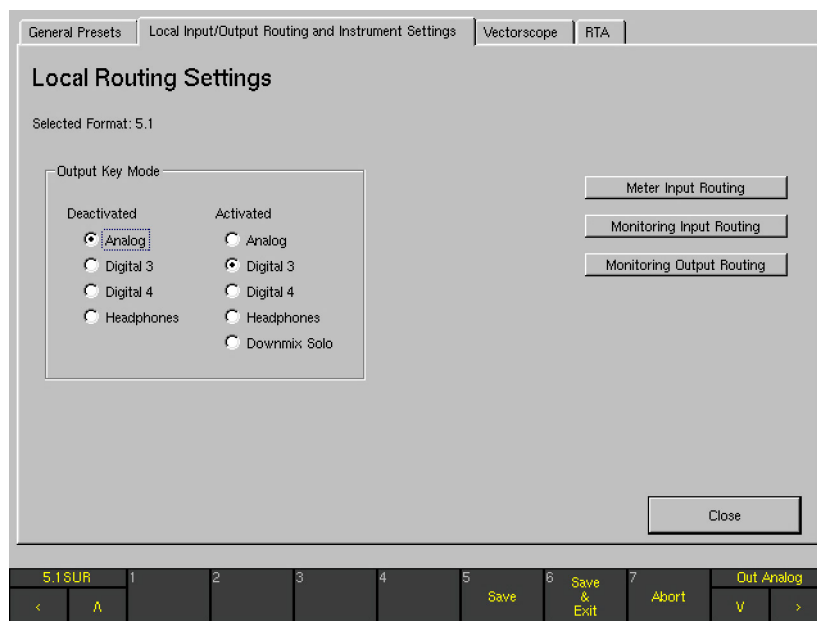 General Presets
Local Input/Output Routing and Instrument Settings
Vectorscope
RTA
Local Routing Settings
Selected Format: 5.1
Output Key Mode
Deactivated
Analog
Digital 3
Digital 4
Headphones
Activated
Analog
Digital 3
Digital 4
Headphones
Downmix Solo
Meter Input Routing
Monitoring Input Routing
Monitoring Output Routing
Close
5.1SUR
< Λ
1
2
3
4
5
Save
6
Save
&
Exit
7
Abort
Out Analog
V >